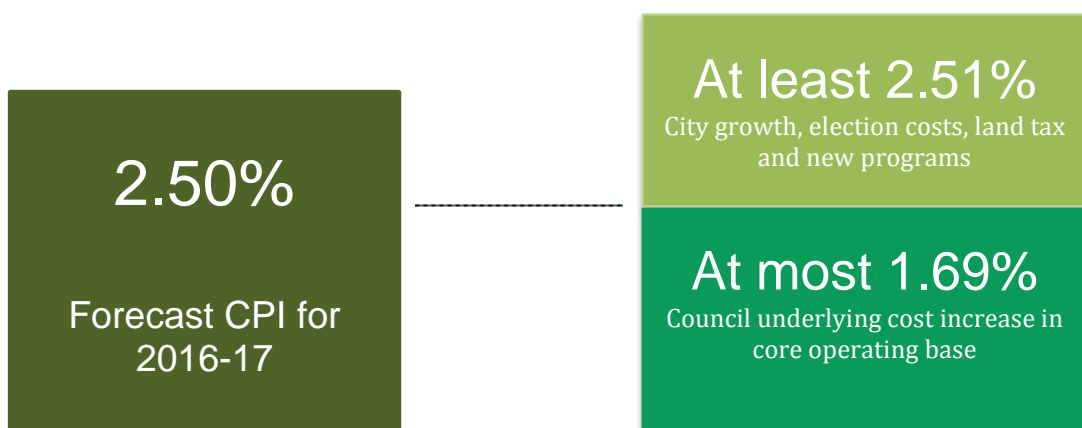 2.50%
Forecast CPI for
2016-17
At least 2.51%
City growth, election costs, land tax
and new programs
At most 1.69%
Council underlying cost increase in
core operating base